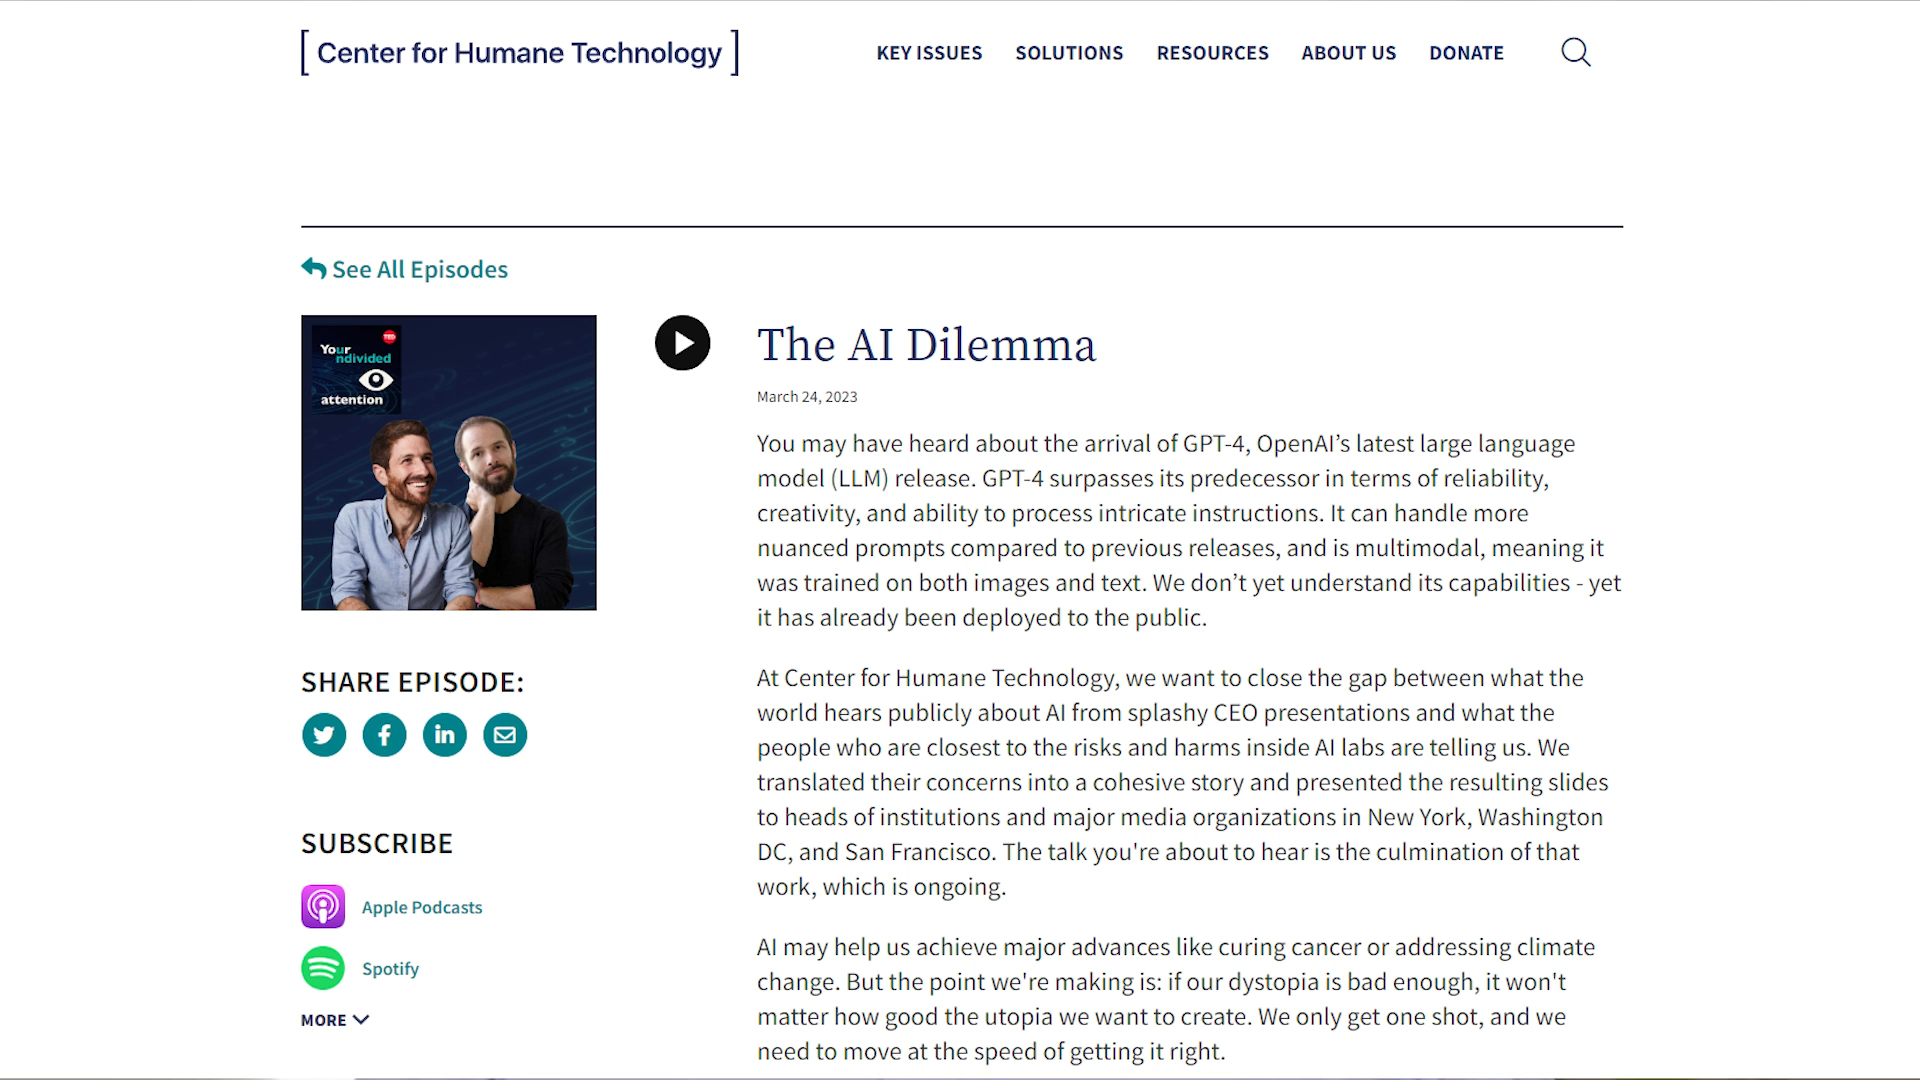 [ Center for Humane Technology ]
KEY ISSUES
SOLUTIONS
RESOURCES
ABOUT US
DONATE
See All Episodes
TED
Your
ndivided
attention
The AI Dilemma
March 24, 2023
You may have heard about the arrival of GPT-4, OpenAI’s latest large language
model (LLM) release. GPT-4 surpasses its predecessor in terms of reliability,
creativity, and ability to process intricate instructions. It can handle more
nuanced prompts compared to previous releases, and is multimodal, meaning it
was trained on both images and text. We don’t yet understand its capabilities - yet
it has already been deployed to the public.
At Center for Humane Technology, we want to close the gap between what the
world hears publicly about AI from splashy CEO presentations and what the
people who are closest to the risks and harms inside AI labs are telling us. We
translated their concerns into a cohesive story and presented the resulting slides
to heads of institutions and major media organizations in New York, Washington
DC, and San Francisco. The talk you're about to hear is the culmination of that
work, which is ongoing.
AI may help us achieve major advances like curing cancer or addressing climate
change. But the point we're making is: if our dystopia is bad enough, it won't
matter how good the utopia we want to create. We only get one shot, and we
need to move at the speed of getting it right.
SHARE EPISODE:
SUBSCRIBE
Apple Podcasts
Spotify
MORE